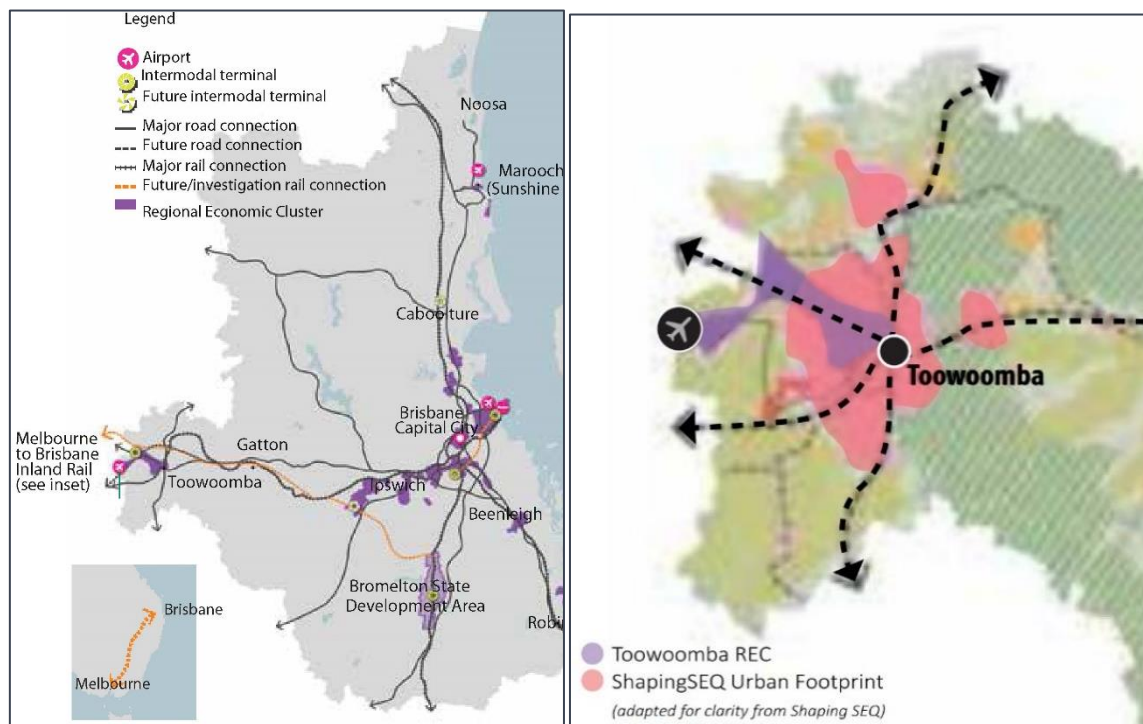 Legend
Airport
Intermodal terminal
Future intermodal terminal
Major road connection
Future road connection
Major rail connection
Future/investigation rail connection
Regional Economic Cluster
Noosa
Marooch
(Sunshine
Caboolture
Brisbane
Capital City
Melbourne
to Brisbane
Inland Rail
(see inset)
Gatton
Toowoomba
Ipswich
Beenleigh
Bromelton State
Development Area
Robi
Brisbane
Melbourne
Toowoomba
Toowoomba REC
ShapingSEQ Urban Footprint
(adapted for clarity from Shaping SEQ)